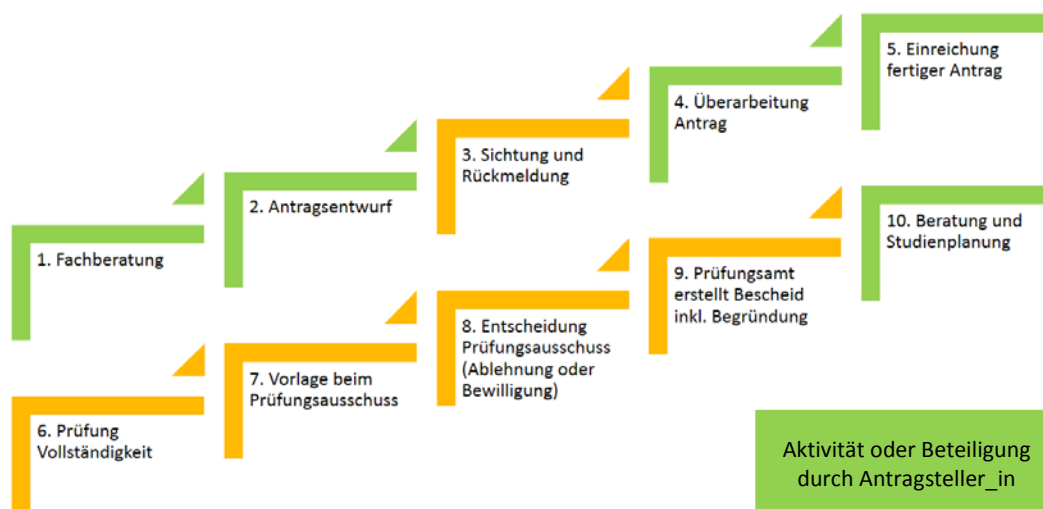 1. Fachberatung
2. Antragsentwurf
3. Sichtung und
Rückmeldung
4. Überarbeitung
Antrag
5. Einreichung
fertiger Antrag
6. Prüfung
Vollständigkeit
7. Vorlage beim
Prüfungsausschuss
8. Entscheidung
Prüfungsausschuss
(Ablehnung oder
Bewilligung)
9. Prüfungsamt
erstellt Bescheid
inkl. Begründung
10. Beratung und
Studienplanung
Aktivität oder Beteiligung
durch Antragsteller_in